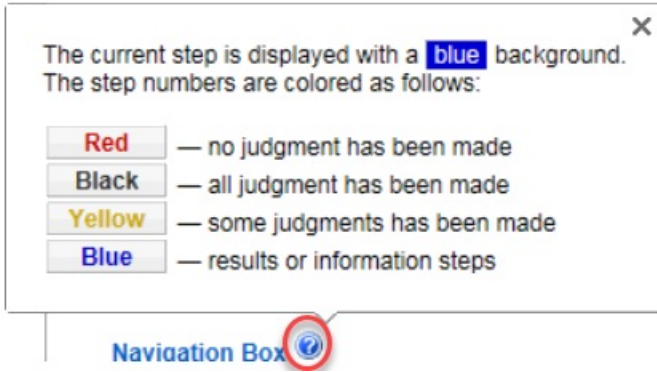 The current step is displayed with a blue background.
The step numbers are colored as follows:
Red — no judgment has been made
Black — all judgment has been made
Yellow — some judgments has been made
Blue — results or information steps
Navigation Box ?